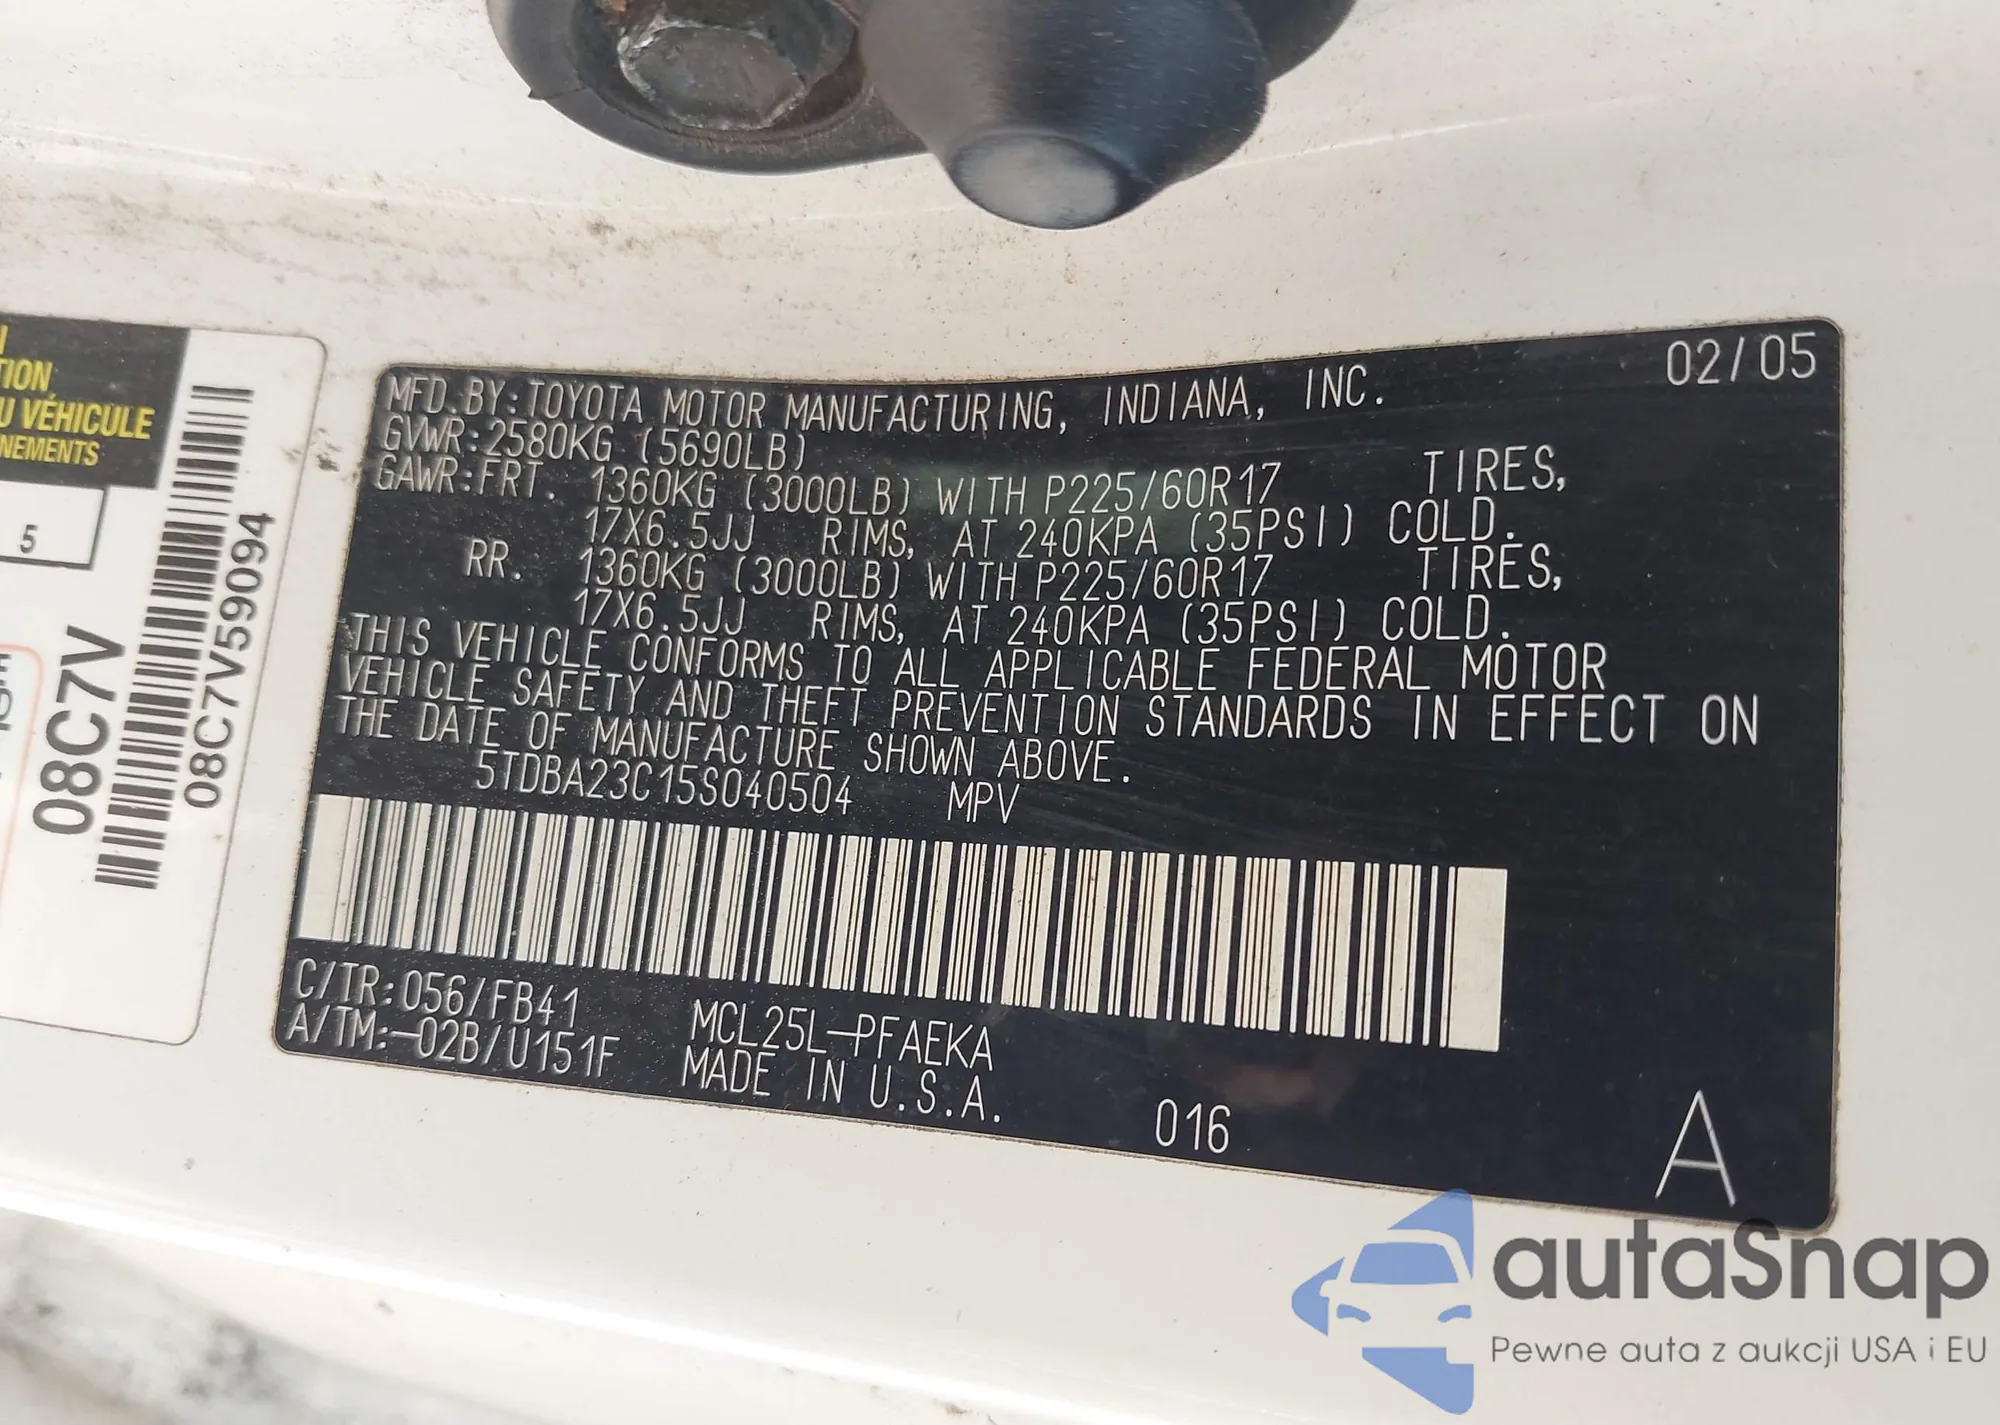 TION
U VÉHICULE
NEMENTS
5
08C7V
08C7V59094
02/05
MFD.BY:TOYOTA MOTOR MANUFACTURING, INDIANA, INC.
GVWR:2580KG (5690LB)
GAWR:FRT. 1360KG (3000LB) WITH P225/60R17 TIRES,
17X6.5JJ RIMS, AT 240KPA (35PSI) COLD.
RR. 1360KG (3000LB) WITH P225/60R17 TIRES,
17X6.5JJ RIMS, AT 240KPA (35PSI) COLD.
THIS VEHICLE CONFORMS TO ALL APPLICABLE FEDERAL MOTOR
VEHICLE SAFETY AND THEFT PREVENTION STANDARDS IN EFFECT ON
THE DATE OF MANUFACTURE SHOWN ABOVE.
5TDBA23C15S040504 MPV
C/TR:056/FB41 MCL25L-PFAEKA
A/TM:-02B/U151F MADE IN U.S.A.
016
A
autaSnap
Pewne auta z aukcji USA i EU